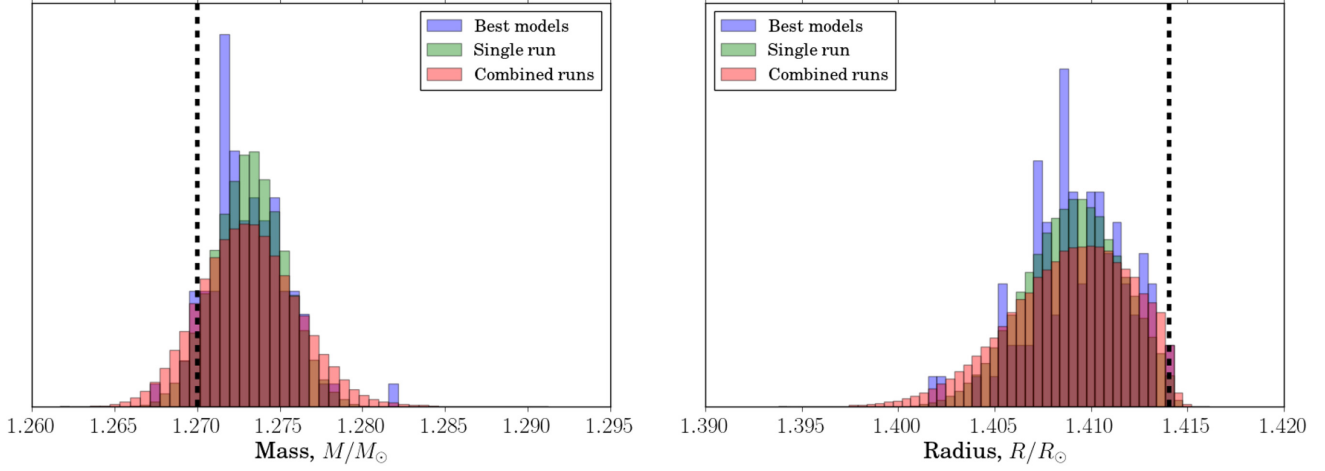 Best models
Single run
Combined runs
1.260 1.265 1.270 1.275 1.280 1.285 1.290 1.295
Mass, M/M⊙
Best models
Single run
Combined runs
1.390 1.395 1.400 1.405 1.410 1.415 1.420
Radius, R/R⊙